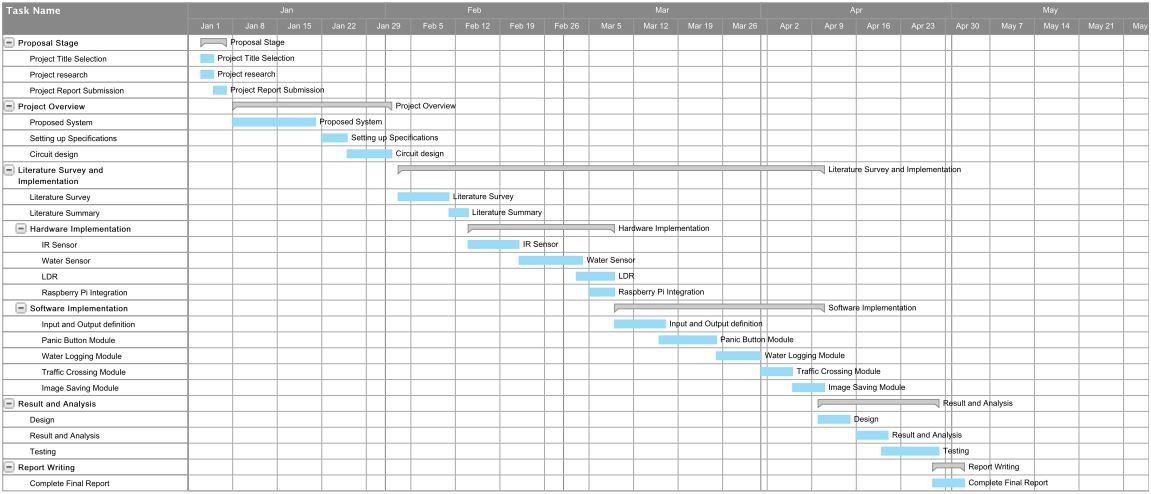 Task Name
Jan Feb Mar Apr May
Jan 1 Jan 8 Jan 15 Jan 22 Jan 29 Feb 5 Feb 12 Feb 19 Feb 26 Mar 5 Mar 12 Mar 19 Mar 26 Apr 2 Apr 9 Apr 16 Apr 23 Apr 30 May 7 May 14 May 21 May
Proposal Stage Proposal Stage
Project Title Selection Project Title Selection
Project research Project research
Project Report Submission Project Report Submission
Project Overview Project Overview
Proposed System Proposed System
Setting up Specifications Setting up Specifications
Circuit design Circuit design
Literature Survey and Literature Survey and Implementation
Implementation
Literature Survey Literature Survey
Literature Summary Literature Summary
Hardware Implementation Hardware Implementation
IR Sensor IR Sensor
Water Sensor Water Sensor
LDR LDR
Raspberry Pi Integration Raspberry Pi Integration
Software Implementation Software Implementation
Input and Output definition Input and Output definition
Panic Button Module Panic Button Module
Water Logging Module Water Logging Module
Traffic Crossing Module Traffic Crossing Module
Image Saving Module Image Saving Module
Result and Analysis Result and Analysis
Design Design
Result and Analysis Result and Analysis
Testing Testing
Report Writing Report Writing
Complete Final Report Complete Final Report